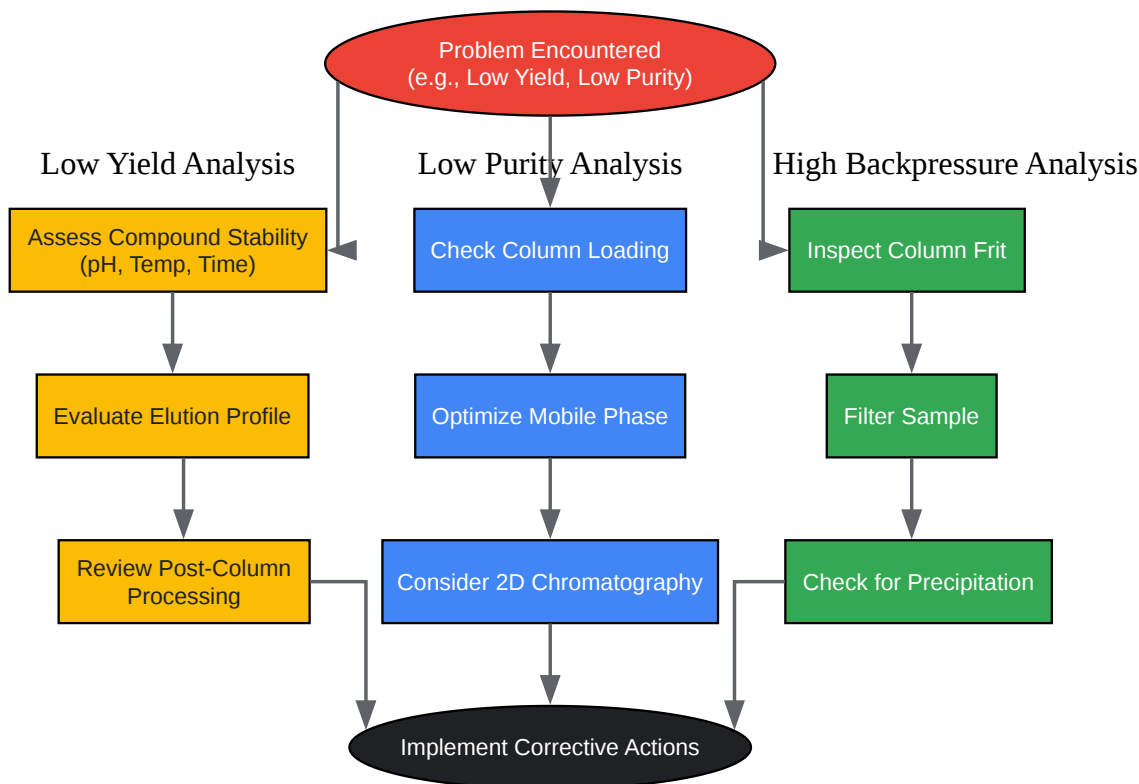 Problem Encountered
(e.g., Low Yield, Low Purity)
Low Yield Analysis
Low Purity Analysis
High Backpressure Analysis
Assess Compound Stability
(pH, Temp, Time)
Check Column Loading
Inspect Column Frit
Evaluate Elution Profile
Optimize Mobile Phase
Filter Sample
Review Post-Column
Processing
Consider 2D Chromatography
Check for Precipitation
Implement Corrective Actions